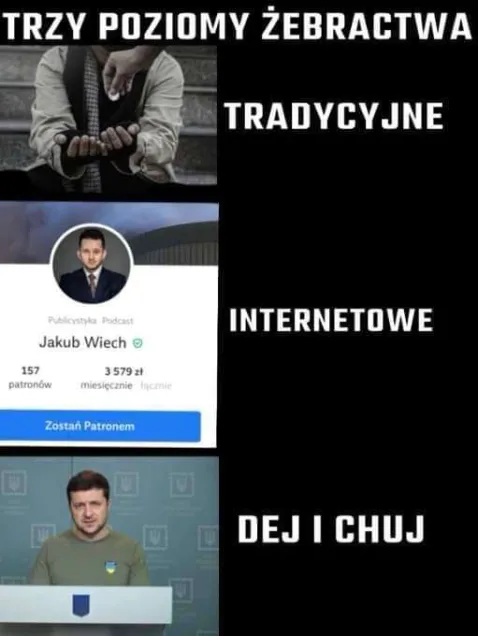 TRZY POZIOMY ŻEBRACTWA
TRADYCYJNE
Publicystyka Podcast
Jakub Wiech
157
patronów
3 579 zł
miesięcznie łącznie
Zostań Patronem
INTERNETOWE
DEJ I CHUJ